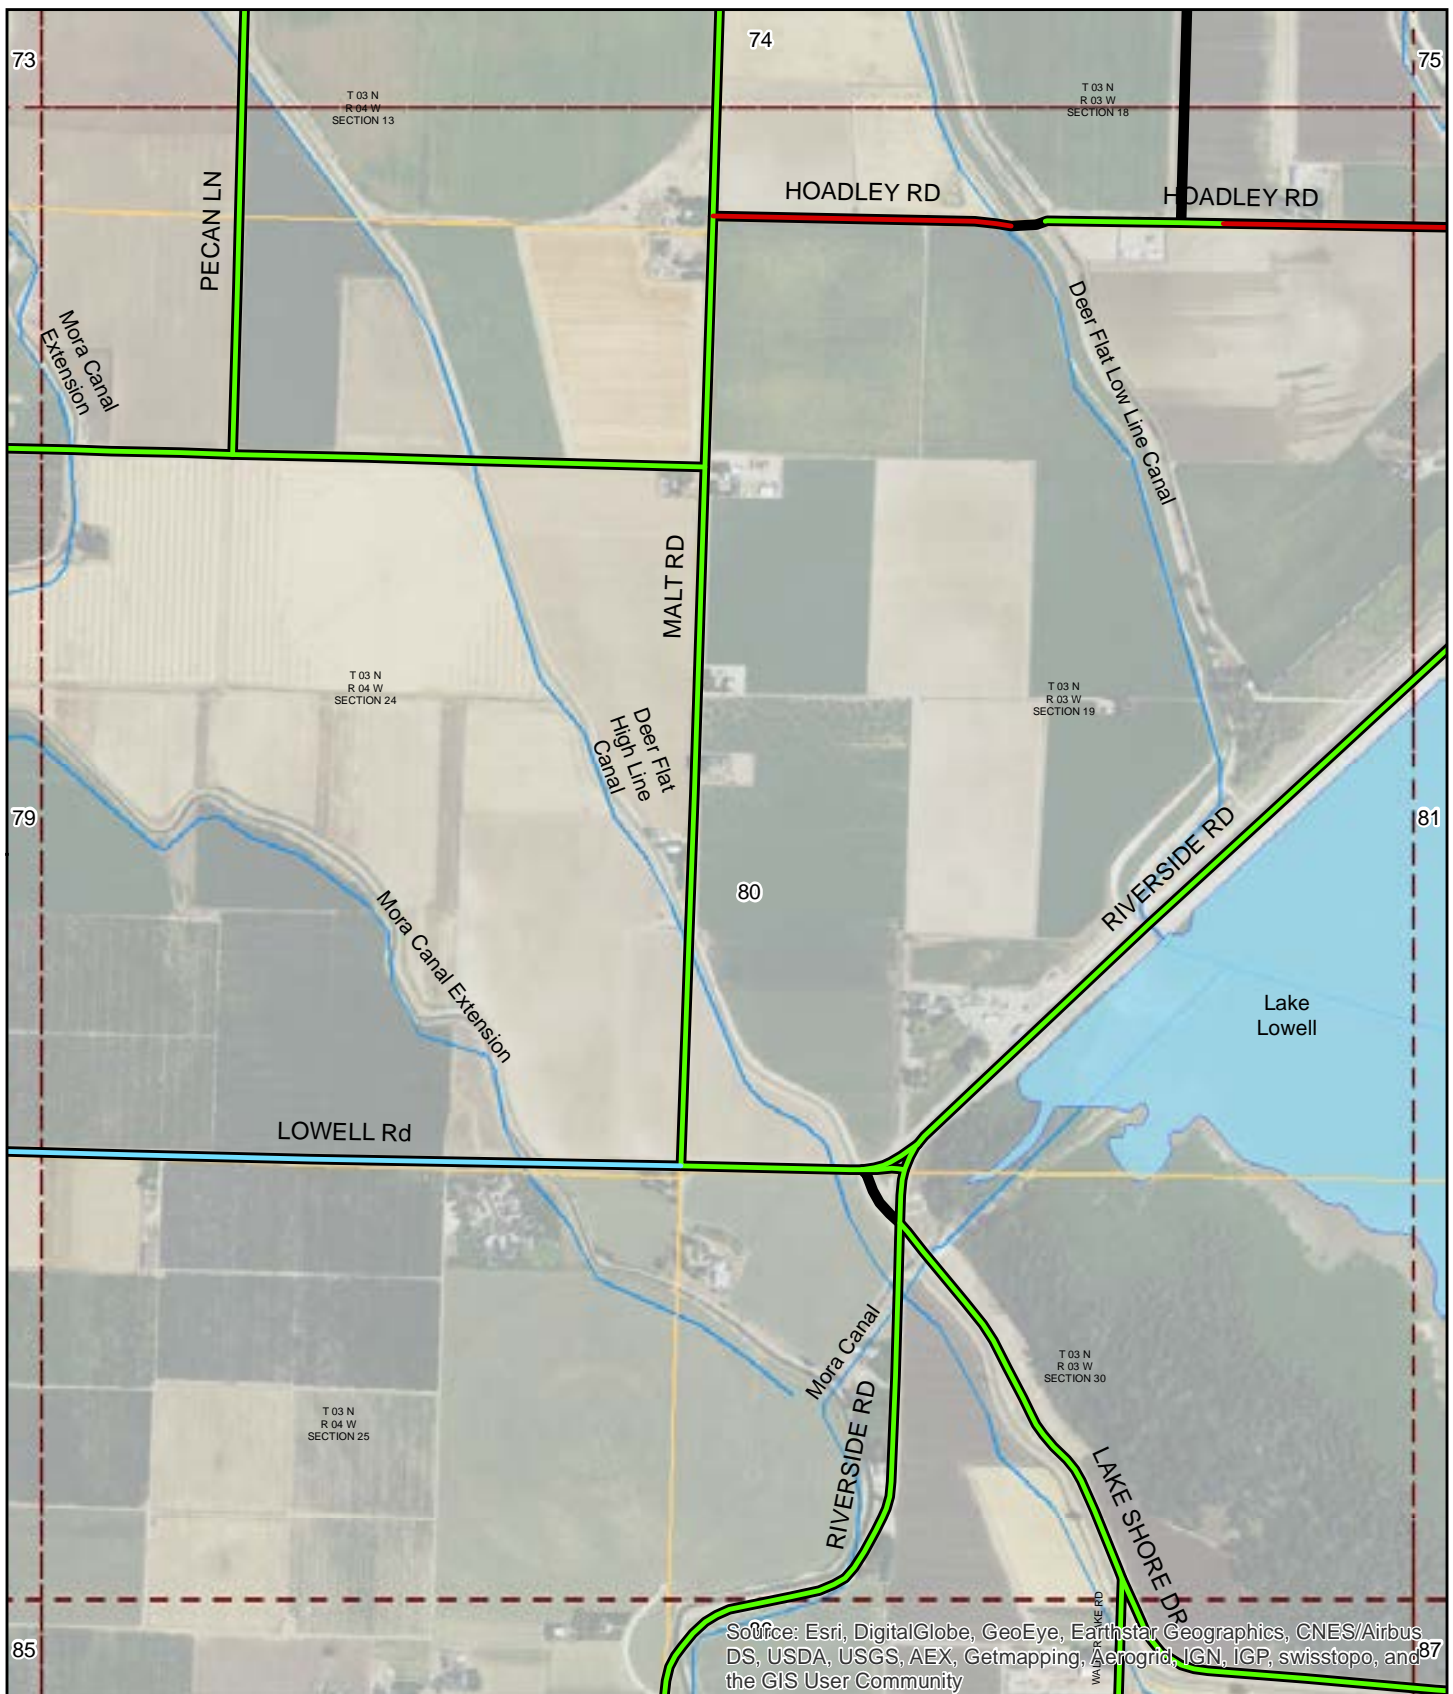 73
74
75
T 03 N
R 04 W
SECTION 13
T 03 N
R 03 W
SECTION 18
HOADLEY RD
HOADLEY RD
PECAN LN
Mora Canal
Extension
Deer Flat Low Line Canal
MALT RD
T 03 N
R 04 W
SECTION 24
T 03 N
R 03 W
SECTION 19
Deer Flat
High Line
Canal
79
80
81
RIVERSIDE RD
Mora Canal Extension
Lake
Lowell
LOWELL Rd
Mora Canal
T 03 N
R 03 W
SECTION 30
T 03 N
R 04 W
SECTION 25
RIVERSIDE RD
LAKE SHORE DR
85
86
87
Source: Esri, DigitalGlobe, GeoEye, Earthstar Geographics, CNES/Airbus
DS, USDA, USGS, AEX, Getmapping, Aerogrid, IGN, IGP, swisstopo, and
the GIS User Community